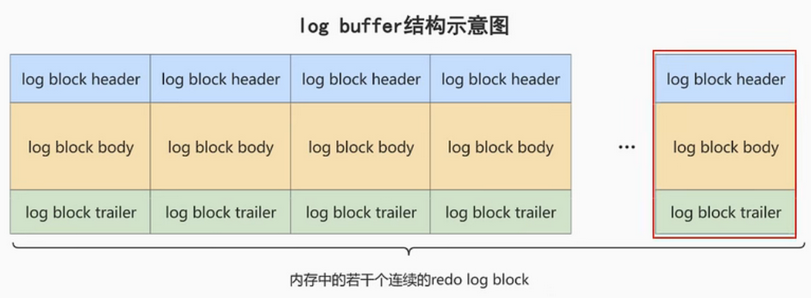 log buffer结构示意图
log block header log block header log block header log block header log block header
log block body log block body log block body log block body ... log block body
log block trailer log block trailer log block trailer log block trailer log block trailer
内存中的若干个连续的redo log block